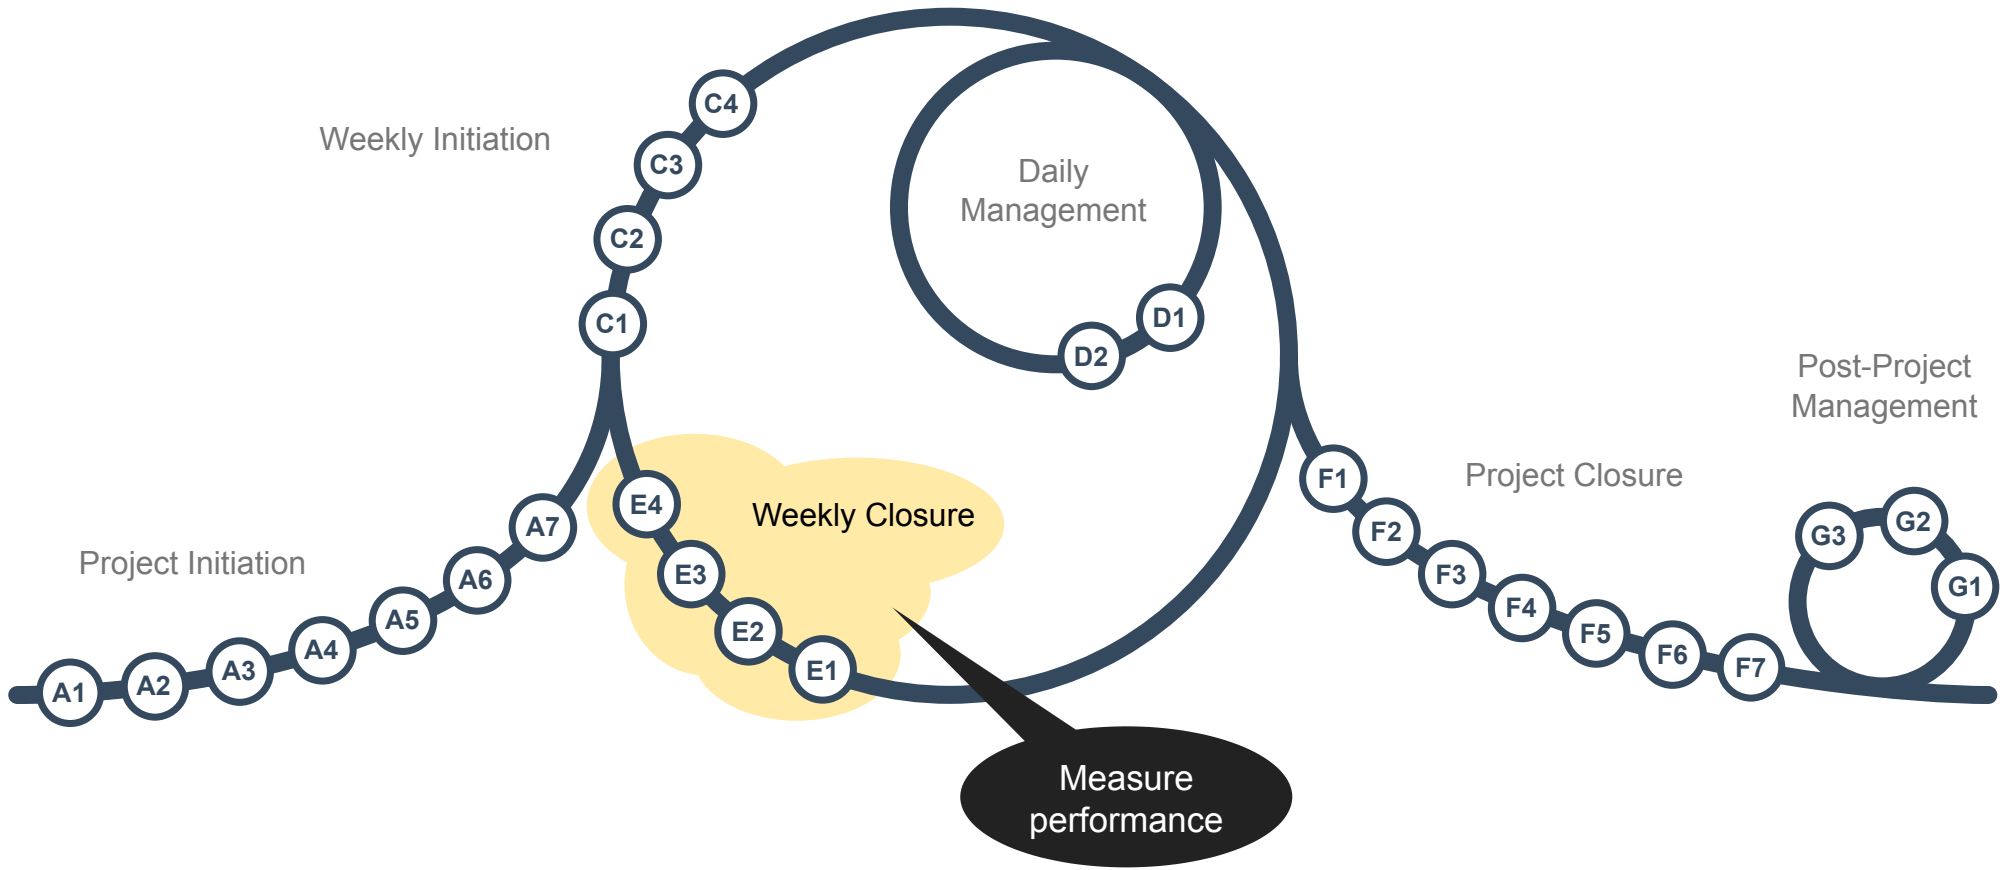 Project Initiation
A1
A2
A3
A4
A5
A6
A7
Weekly Initiation
C1
C2
C3
C4
Daily
Management
D1
D2
Weekly Closure
E1
E2
E3
E4
Measure
performance
Project Closure
F1
F2
F3
F4
F5
F6
F7
Post-Project
Management
G1
G2
G3